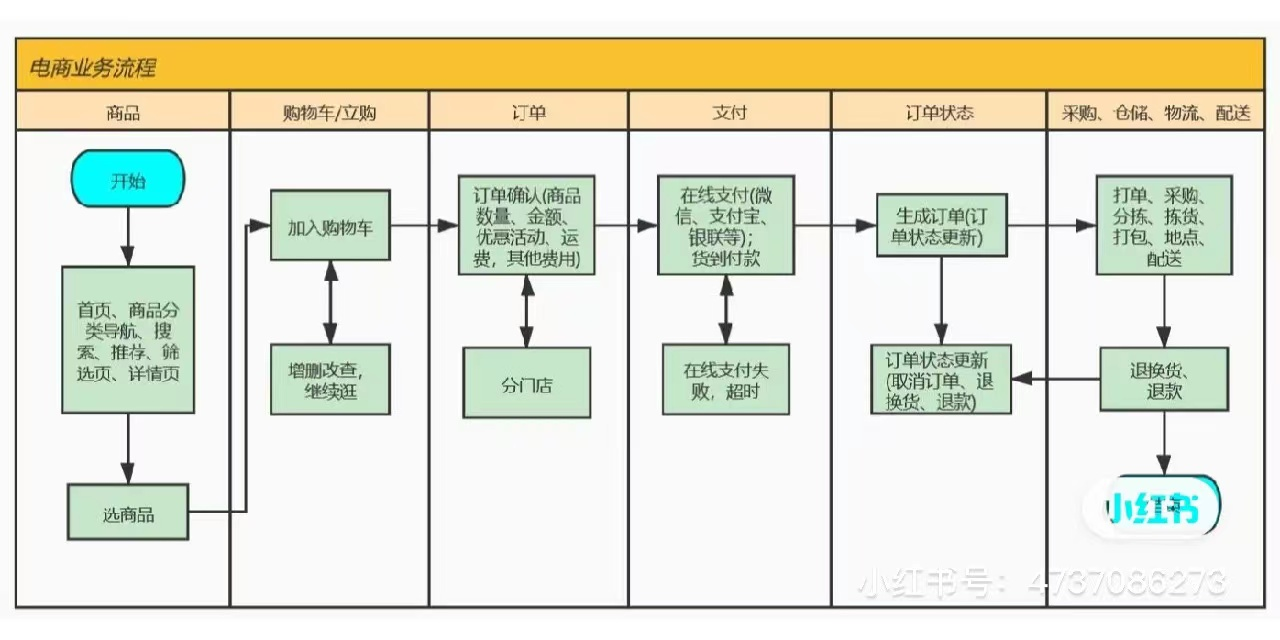 电商业务流程
商品
购物车/立购
订单
支付
订单状态
采购、仓储、物流、配送
开始
首页、商品分
类导航、搜
索、推荐、筛
选页、详情页
选商品
加入购物车
增删改查，
继续逛
订单确认(商品
数量、金额、
优惠活动、运
费，其他费用)
分门店
在线支付(微
信、支付宝、
银联等)；
货到付款
在线支付失
败，超时
生成订单(订
单状态更新)
订单状态更新
(取消订单、退
换货、退款)
打单、采购、
分拣、拣货、
打包、地点、
配送
退换货、
退款
小红书
小红书号：4737086273